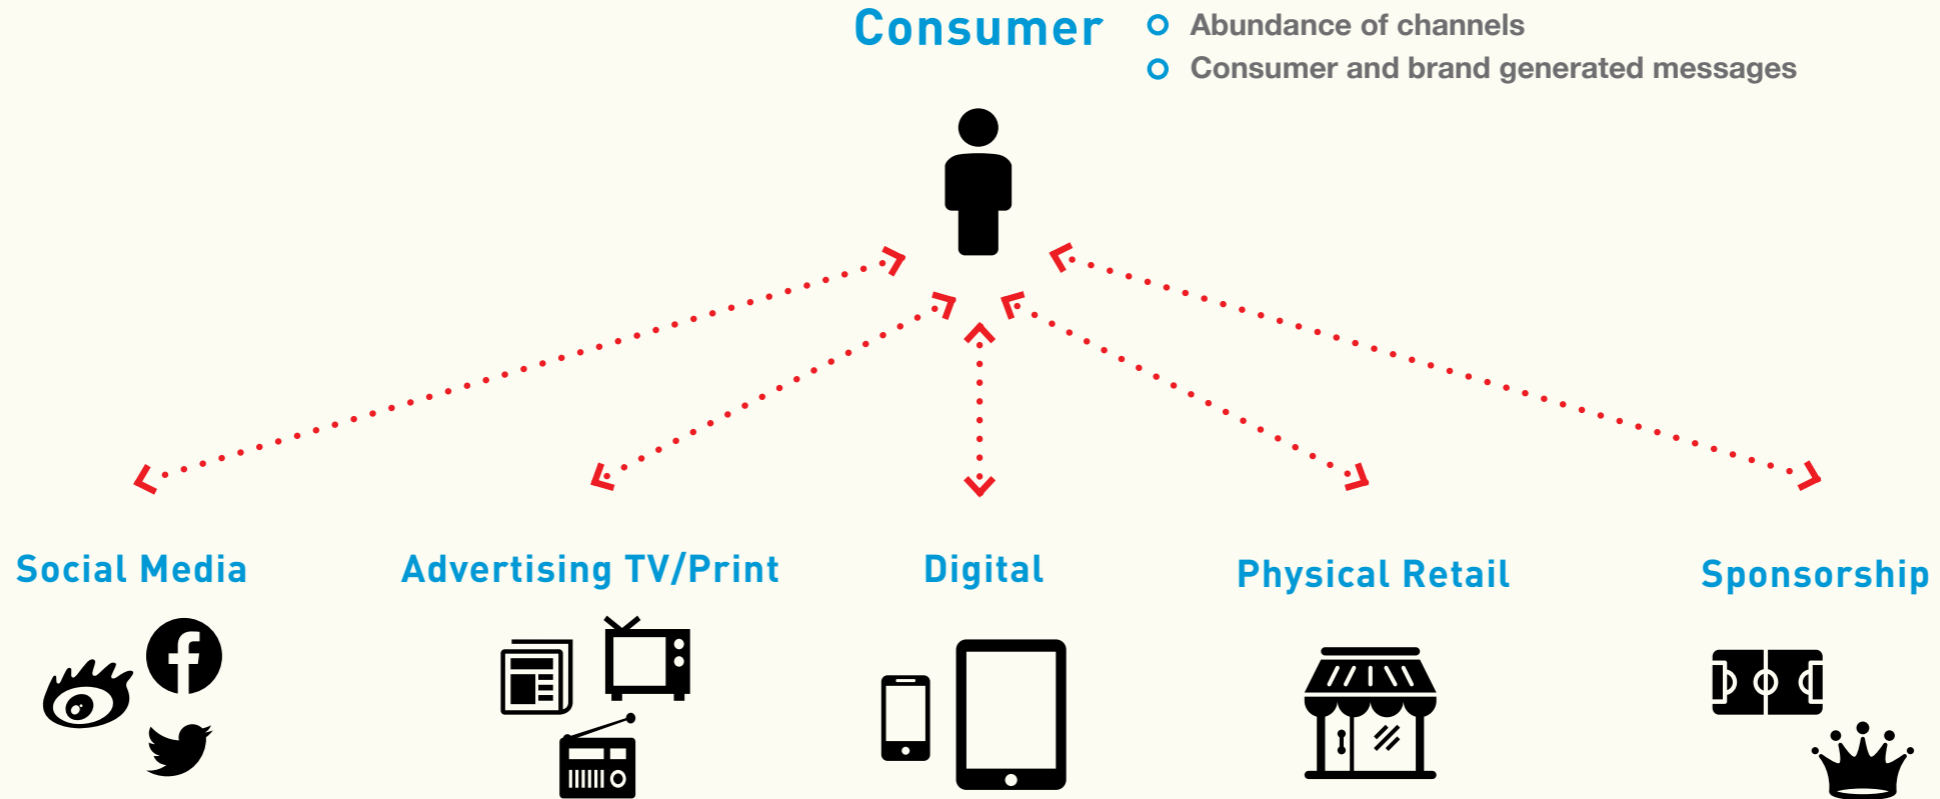 Consumer
Abundance of channels
Consumer and brand generated messages
Social Media
Advertising TV/Print
Digital
Physical Retail
Sponsorship